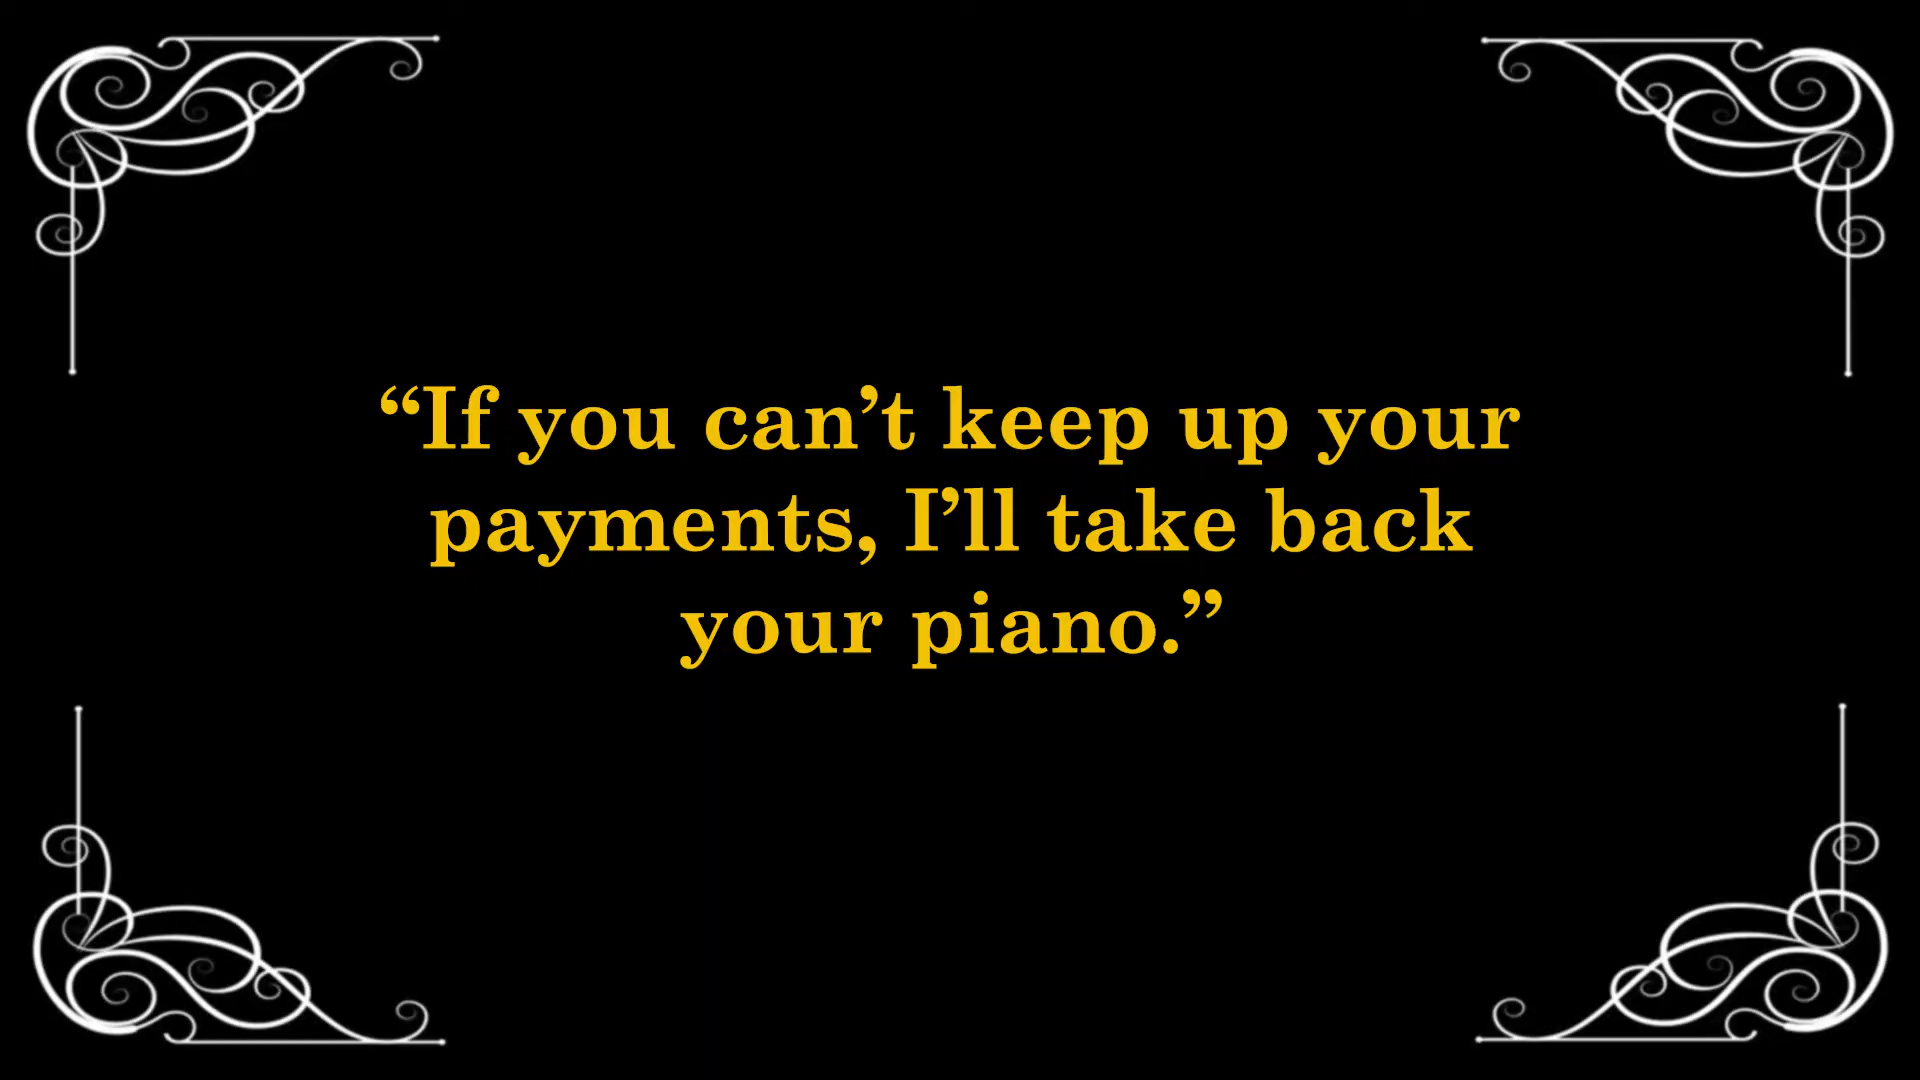 “If you can’t keep up your
payments, I’ll take back
your piano.”